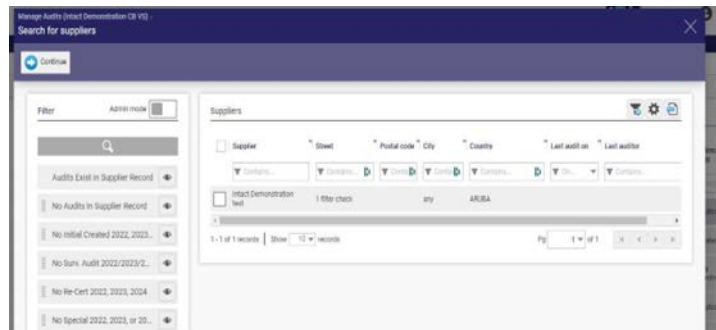 Manage Audits (Intact Demonstration CB VS)
Search for suppliers
Continue
Filter
Admin mode
Audits Exist in Supplier Record
No Audits in Supplier Record
No Initial Created 2022, 2023...
No Surv. Audit 2022/2023/2...
No Re-Cert 2022, 2023, 2024
No Special 2022, 2023, or 20...
Suppliers
Supplier Street Postal code City Country Last audit on Last auditor
Contains... Contains... Contai Contai Contains... On... Contains...
Intact Demonstration test 1 filter check any ARUBA
1-1 of 1 records Show 10 records Pg 1 of 1